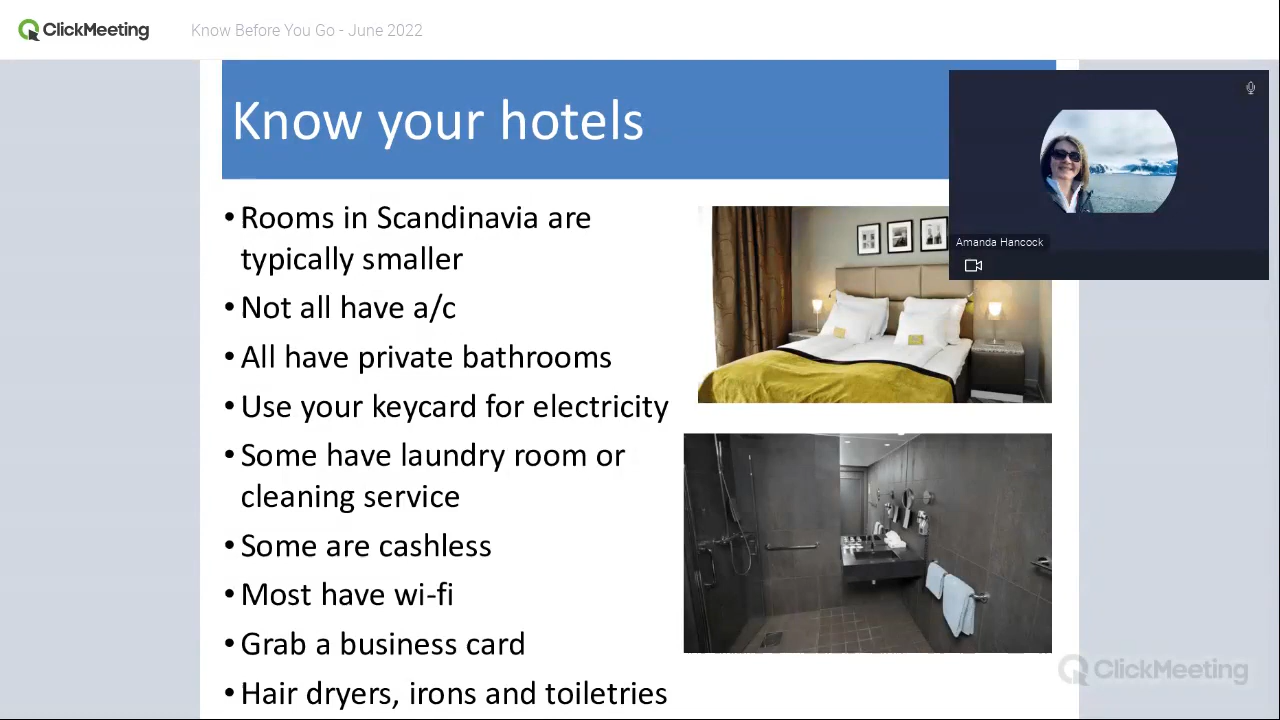 ClickMeeting
Know Before You Go - June 2022
Know your hotels
Amanda Hancock
• Rooms in Scandinavia are
typically smaller
• Not all have a/c
• All have private bathrooms
• Use your keycard for electricity
• Some have laundry room or
cleaning service
• Some are cashless
• Most have wi-fi
• Grab a business card
• Hair dryers, irons and toiletries
ClickMeeting